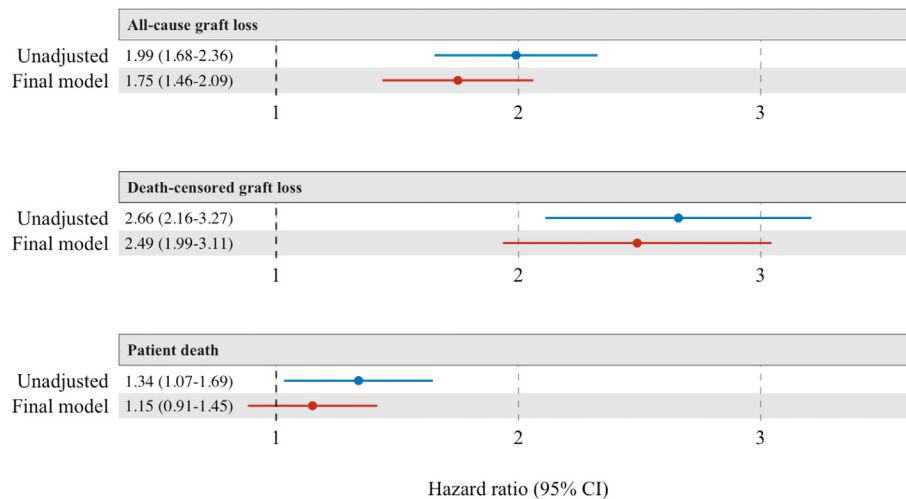 All-cause graft loss
Unadjusted 1.99 (1.68-2.36)
Final model 1.75 (1.46-2.09)
1 2 3
Death-censored graft loss
Unadjusted 2.66 (2.16-3.27)
Final model 2.49 (1.99-3.11)
1 2 3
Patient death
Unadjusted 1.34 (1.07-1.69)
Final model 1.15 (0.91-1.45)
1 2 3
Hazard ratio (95% CI)